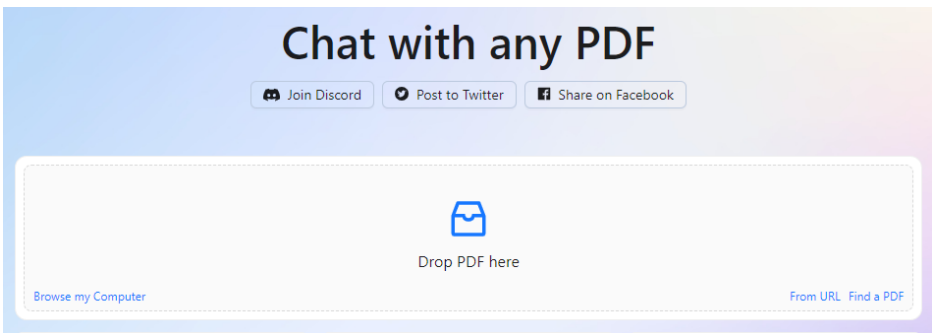 Chat with any PDF
Join Discord Post to Twitter Share on Facebook
Drop PDF here
Browse my Computer From URL Find a PDF